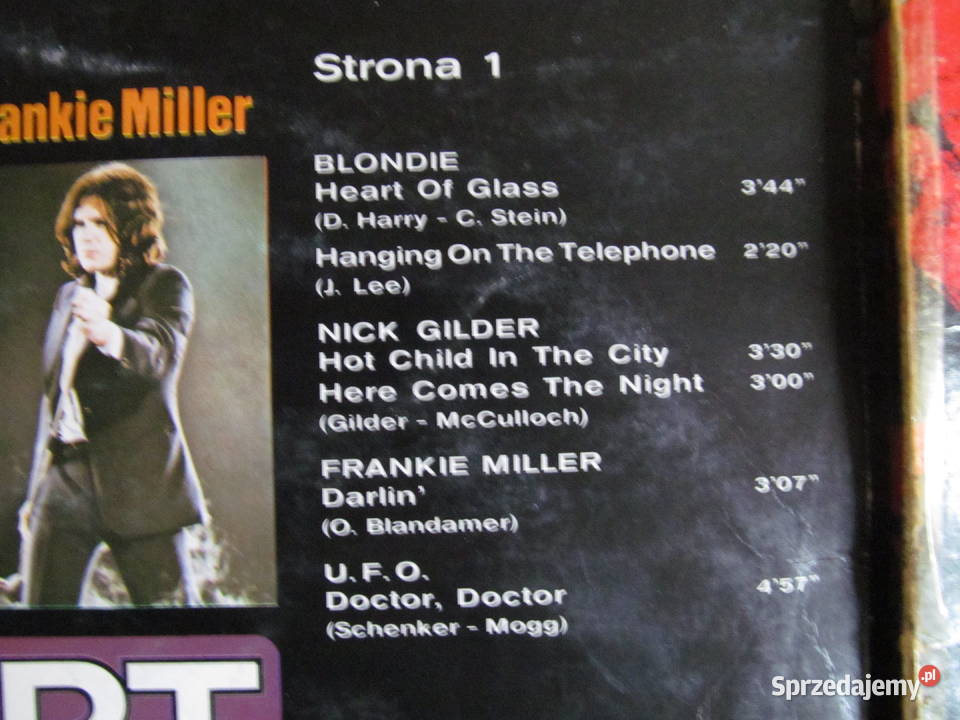 Strona 1
ankie Miller
BLONDIE
Heart Of Glass 3'44"
(D. Harry - C. Stein)
Hanging On The Telephone 2'20"
(J. Lee)
NICK GILDER
Hot Child In The City 3'30"
Here Comes The Night 3'00"
(Gilder - McCulloch)
FRANKIE MILLER
Darlin' 3'07"
(O. Blandamer)
U.F.O.
Doctor, Doctor 4'57"
(Schenker - Mogg)
RT
Sprzedajemy.pl